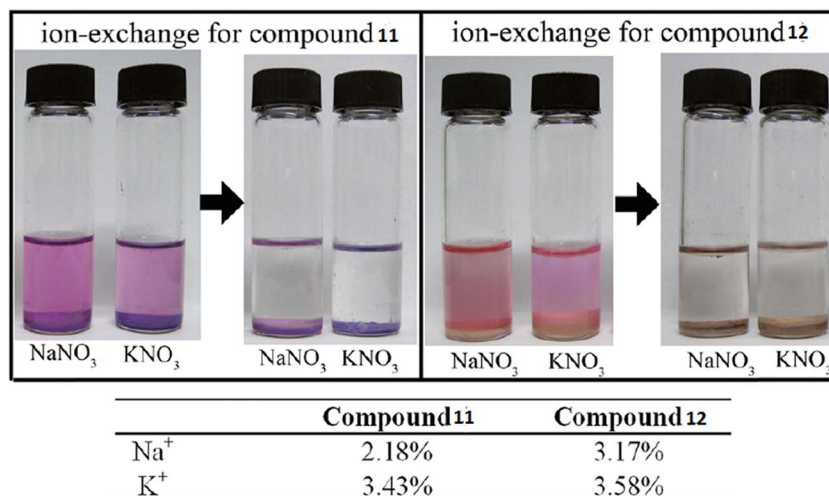 ion-exchange for compound 11
ion-exchange for compound 12
NaNO₃ KNO₃
NaNO₃ KNO₃
NaNO₃ KNO₃
NaNO₃ KNO₃
Compound 11 Compound 12
Na⁺ 2.18% 3.17%
K⁺ 3.43% 3.58%